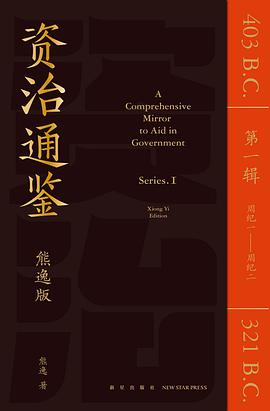 资治通鉴
熊逸版
熊逸 著
A
Comprehensive
Mirror
to Aid in
Government
Series. I
Xiong Yi
Edition
新星出版社 NEW STAR PRESS
403 B.C.
第一辑
周纪一——周纪二
321 B.C.